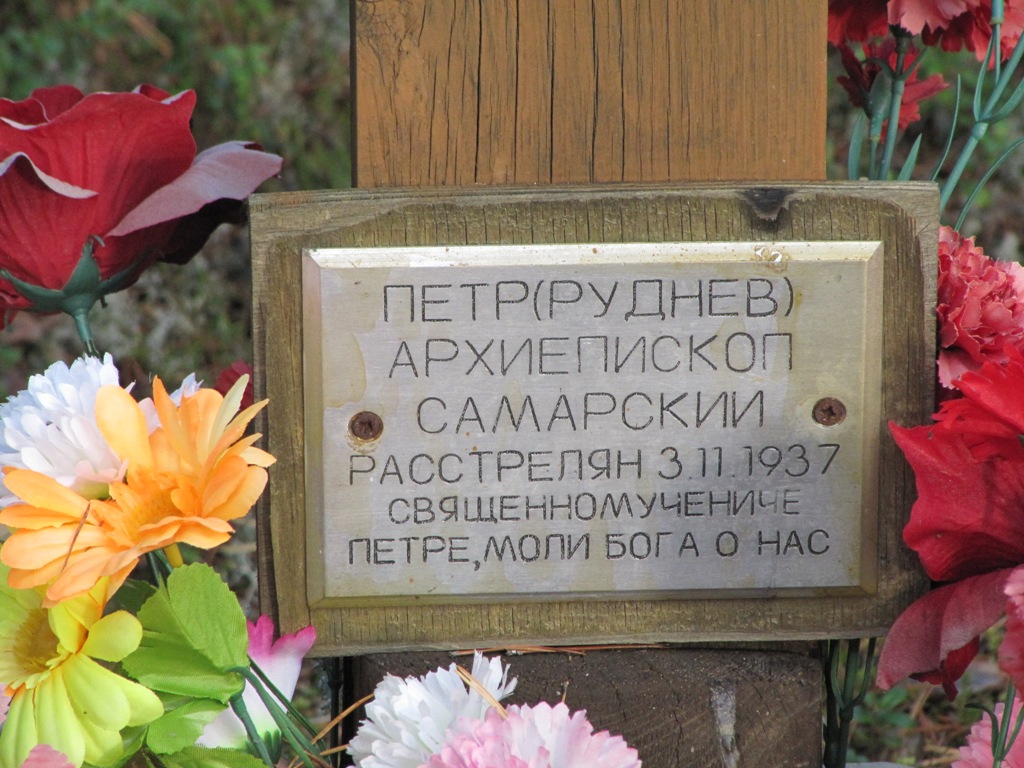 ПЕТР(РУДНЕВ)
АРХИЕПИСКОП
САМАРСКИИ
РАССТРЕЛЯН 3.11.1937
СВЯЩЕННОМУЧЕНИЧЕ
ПЕТРЕ,МОЛИ БОГА О НАС